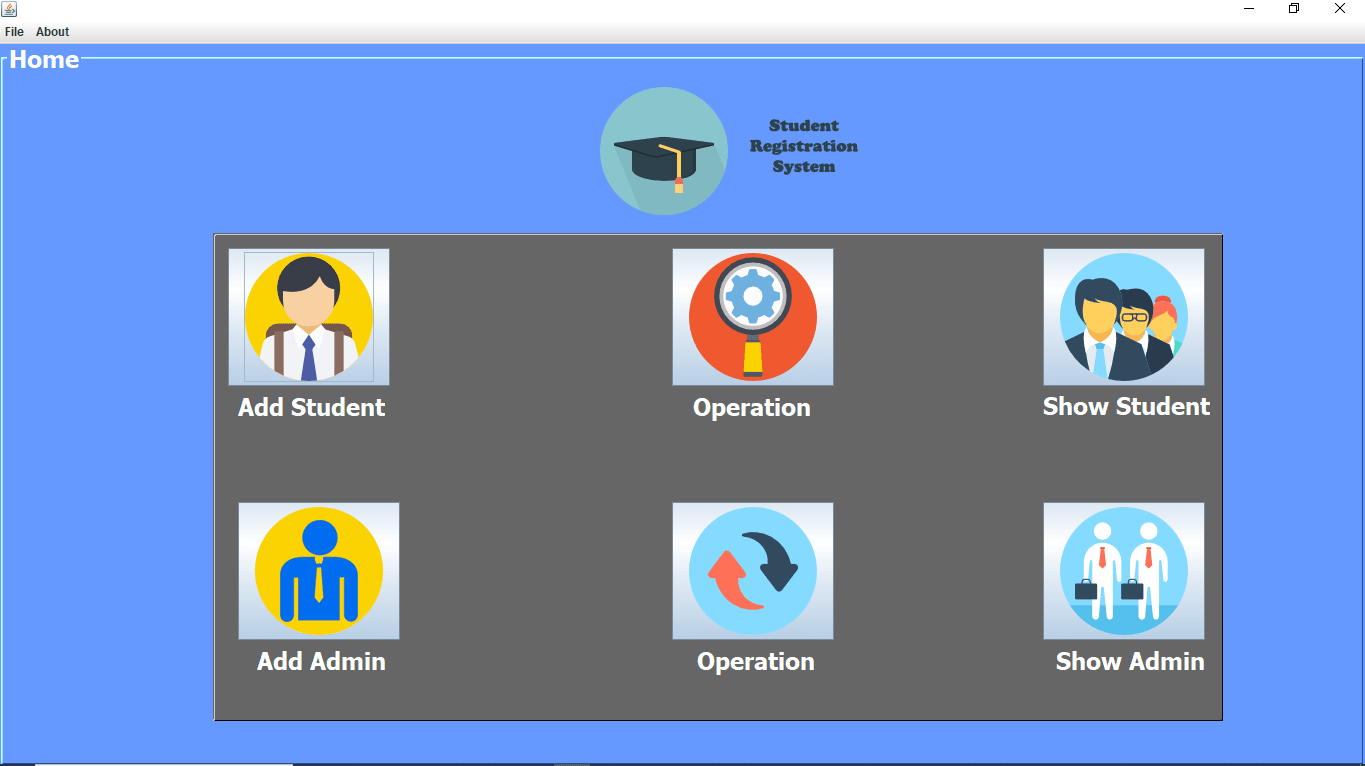 File About
Home
Student
Registration
System
Add Student
Operation
Show Student
Add Admin
Operation
Show Admin